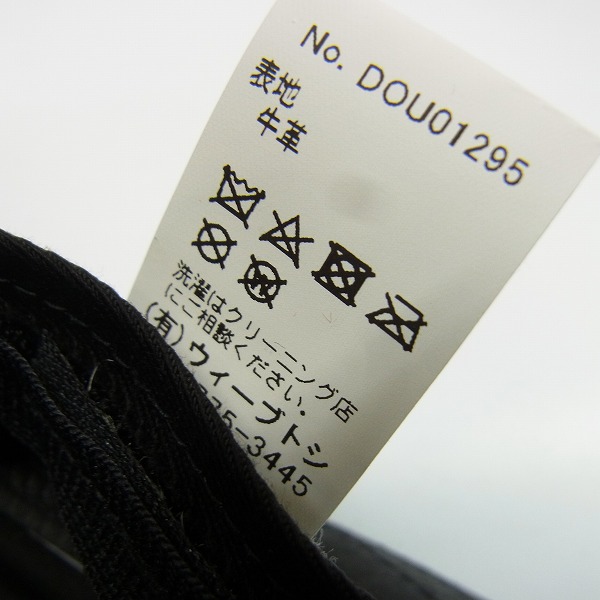 No. DOU01295
表地
牛革
洗濯はクリーニング店
にご相談ください。
(有)ウィーブトシ
775-3445